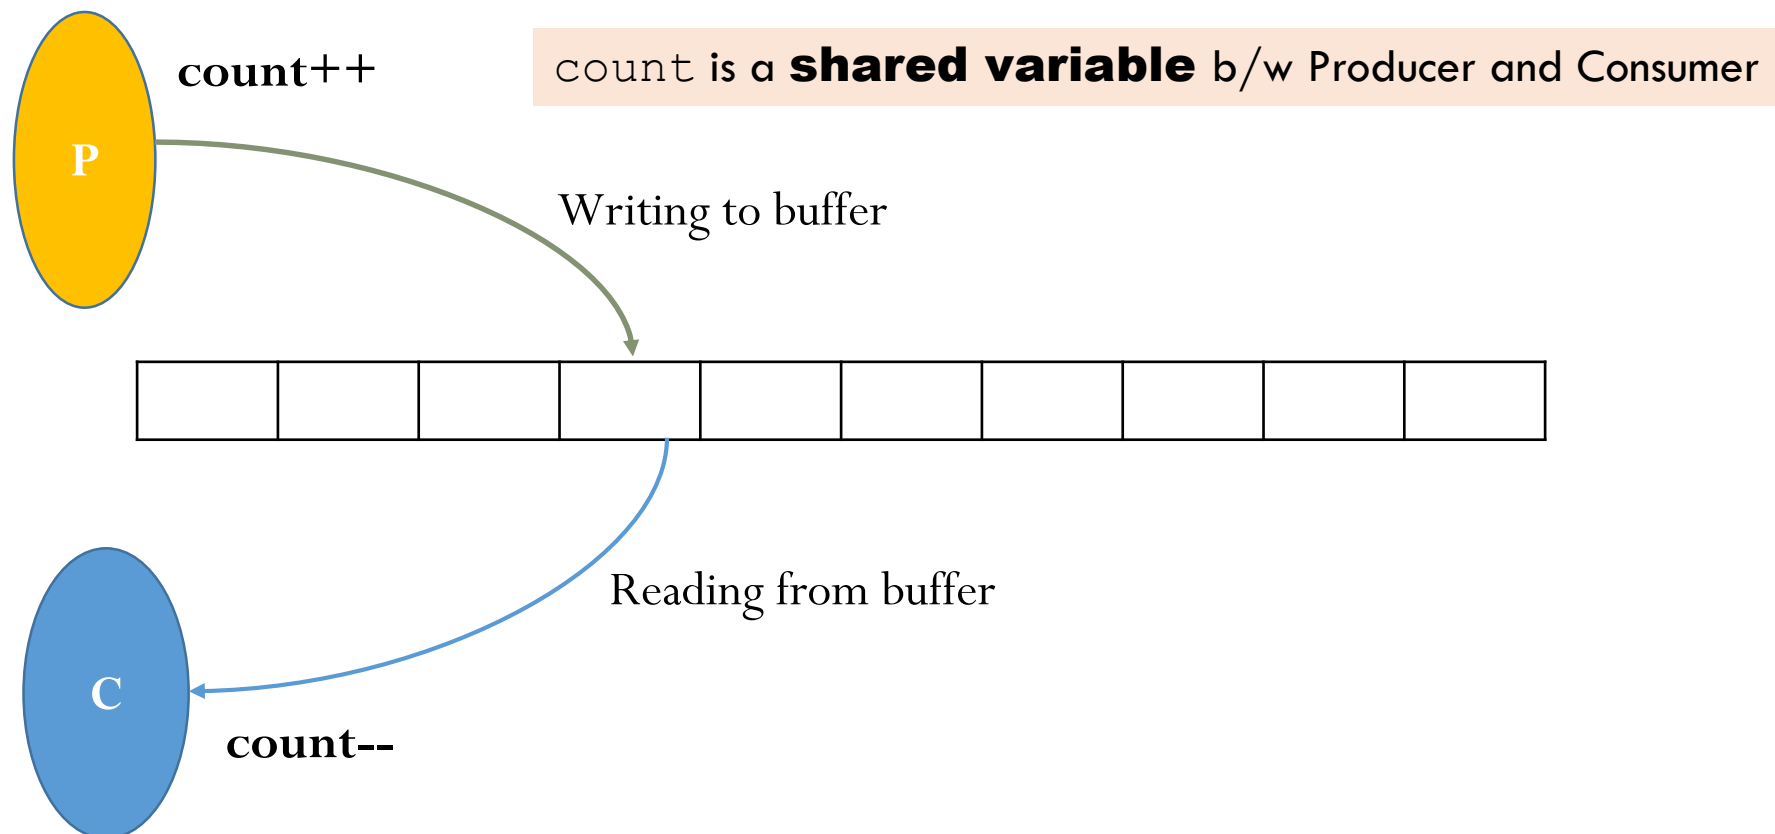 count++
count is a shared variable b/w Producer and Consumer
P
Writing to buffer
Reading from buffer
C
count--